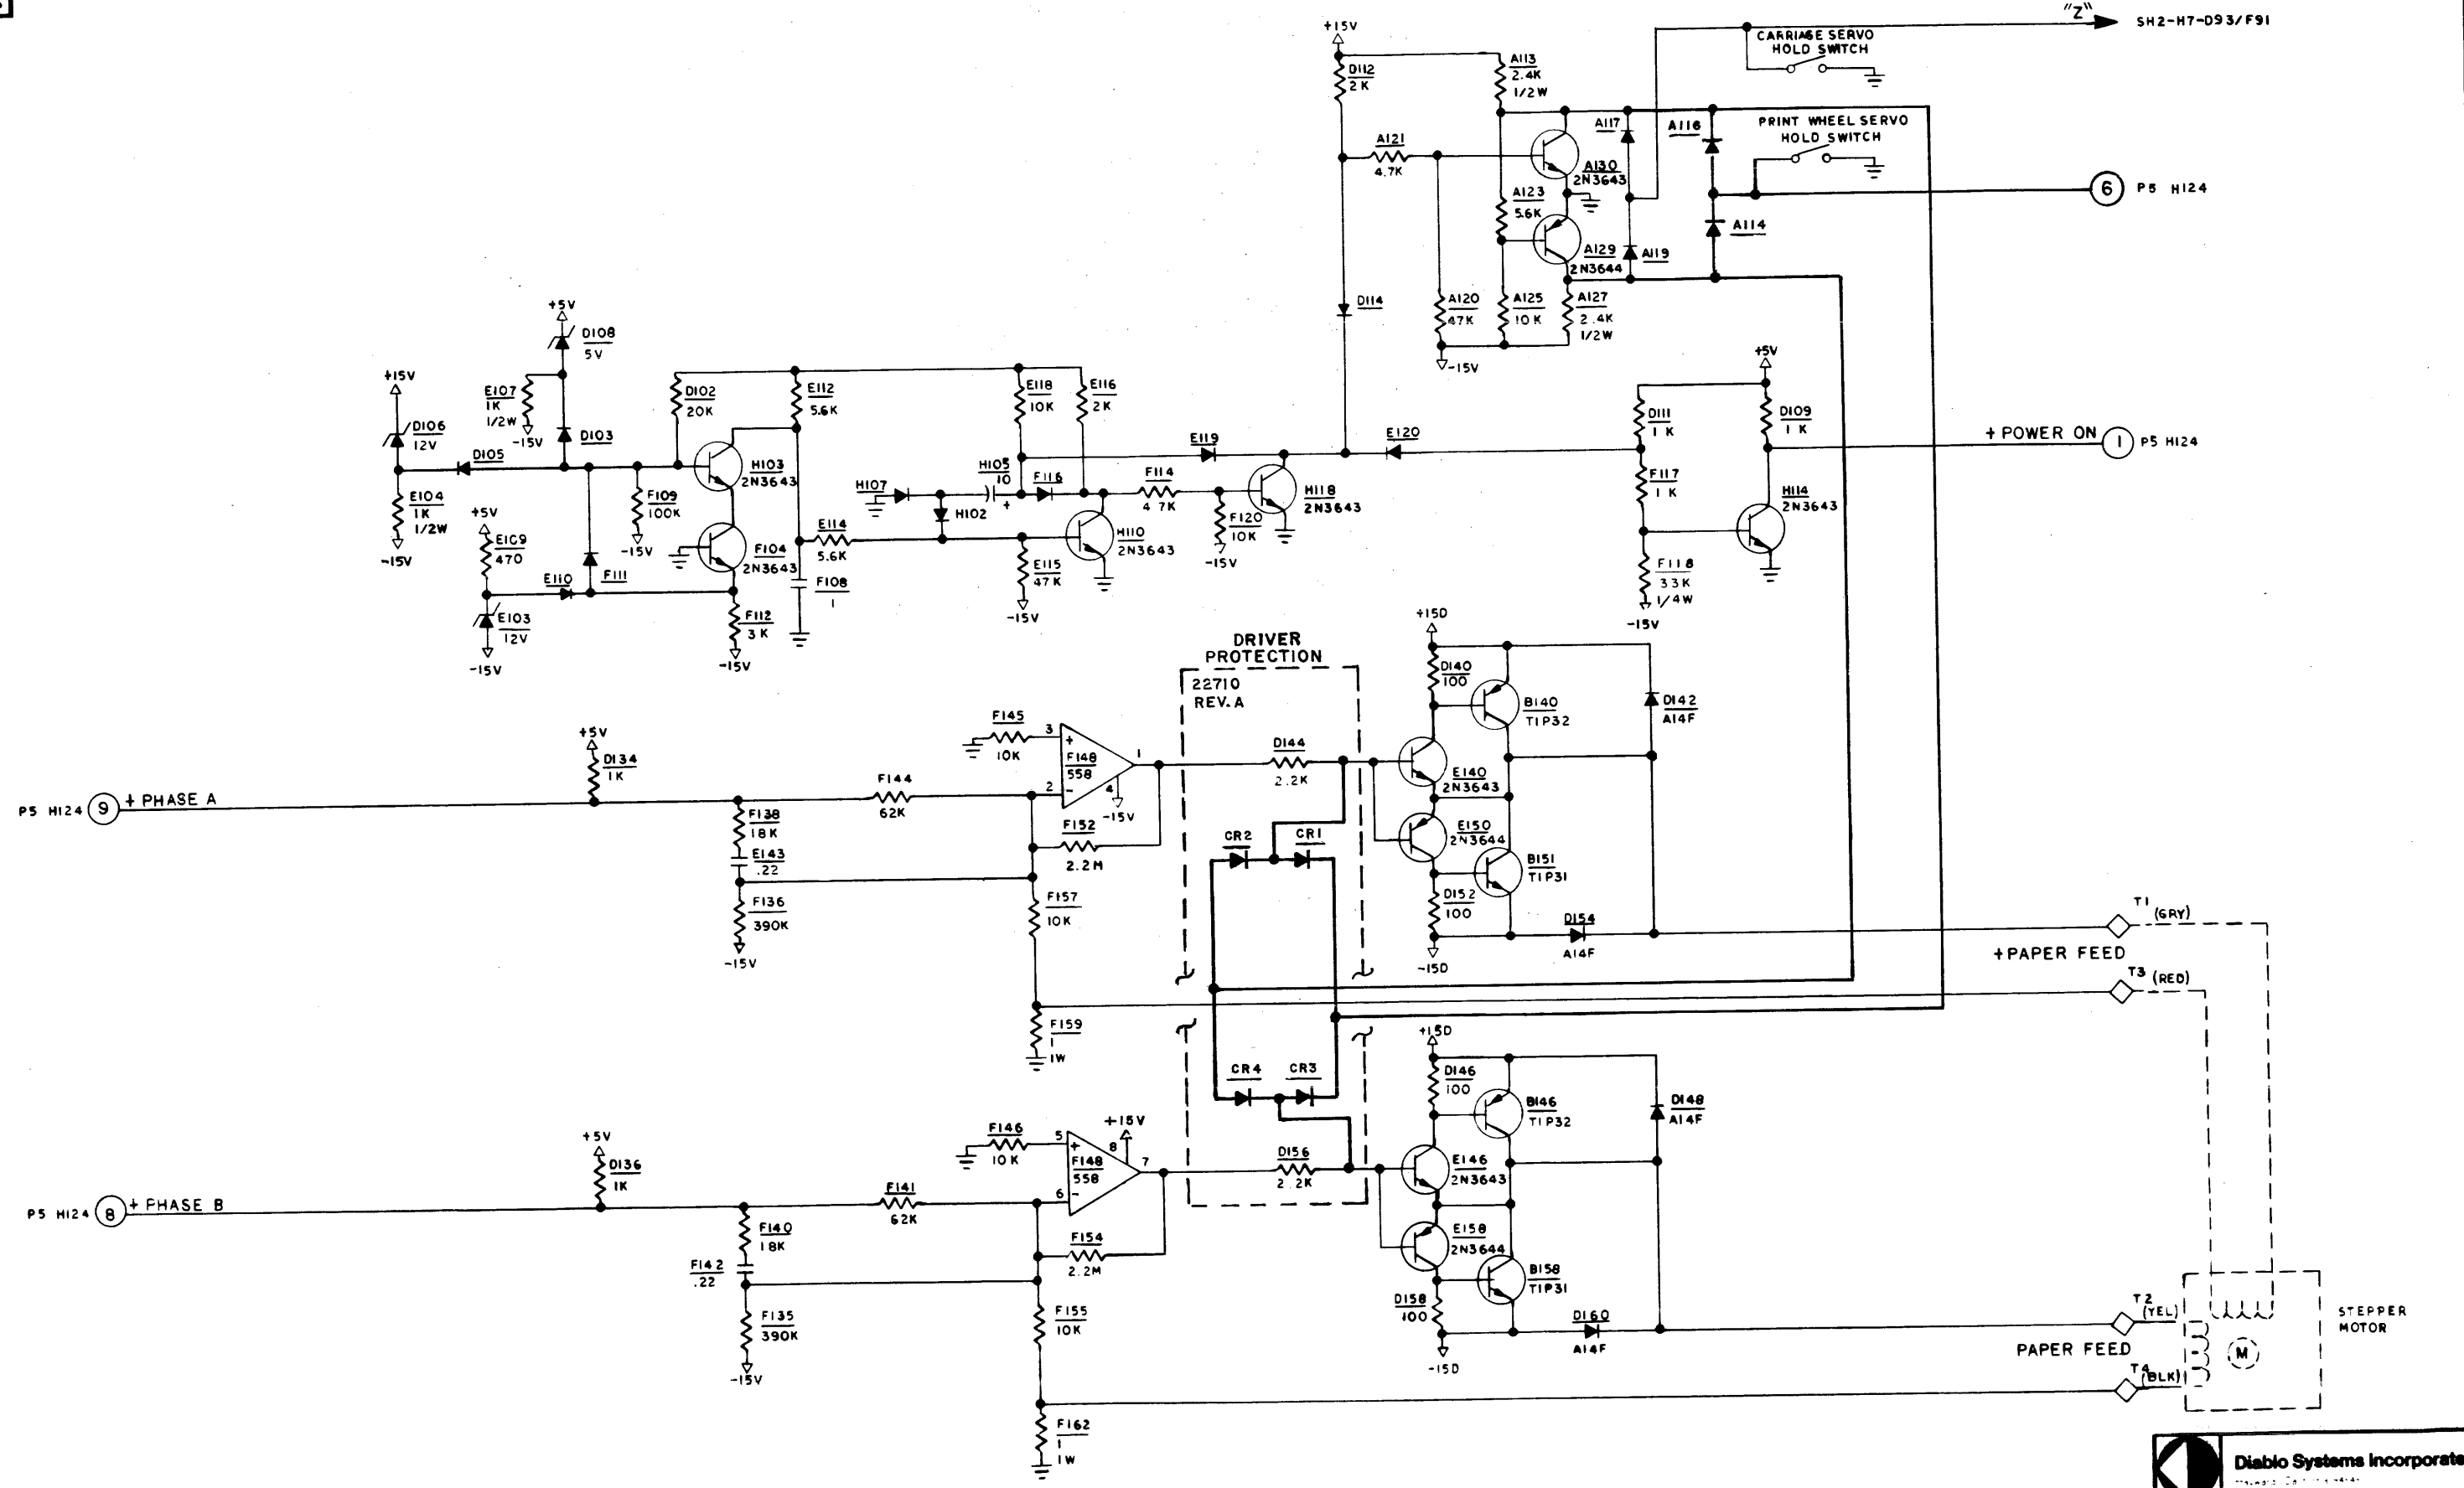 "Z"
SH2-H7-D93/F91
CARRIAGE SERVO
HOLD SWITCH
+15V
D112
2K
A113
2.4K
1/2W
A117
A116
PRINT WHEEL SERVO
HOLD SWITCH
A121
4.7K
A130
2N3643
6
P5 H124
A123
5.6K
A114
A129
2N3644
A119
D114
A120
47K
A125
10K
A127
2.4K
1/2W
-15V
+5V
D108
5V
+15V
E107
1K
1/2W
-15V
D102
20K
E112
5.6K
E118
10K
E116
2K
+5V
D111
1K
D109
1K
D106
12V
D103
D105
E119
E120
+ POWER ON
1
P5 H124
H103
2N3643
E104
1K
1/2W
-15V
F109
100K
-15V
H107
H105
10
+
F116
F114
4.7K
H118
2N3643
F117
1K
H114
2N3643
H102
+5V
E109
470
F104
2N3643
E114
5.6K
H110
2N3643
F120
10K
-15V
E110
F111
F108
1
E115
47K
-15V
F118
33K
1/4W
-15V
E103
12V
-15V
F112
3K
-15V
DRIVER
PROTECTION
22710
REV. A
+15D
D140
100
B140
TIP32
D142
A14F
F145
10K
3
+
F148
558
1
2
-
4
-15V
D144
2.2K
E140
2N3643
+5V
D134
1K
F144
62K
P5 H124
9
+ PHASE A
F138
18K
E143
.22
F152
2.2M
CR2
CR1
E150
2N3644
B151
TIP31
F136
390K
-15V
F157
10K
D152
100
-15D
D154
A14F
T1
(GRY)
+PAPER FEED
T3
(RED)
F159
1
1W
+15D
D146
100
B146
TIP32
D148
A14F
CR4
CR3
+15V
F146
10K
5
+
8
F148
558
7
6
-
D156
2.2K
E146
2N3643
+5V
D136
1K
F141
62K
P5 H124
8
+ PHASE B
F140
18K
F142
.22
F154
2.2M
E158
2N3644
B158
TIP31
F135
390K
-15V
F155
10K
D158
100
-15D
D160
A14F
T2
(YEL)
PAPER FEED
T4
(BLK)
M
STEPPER
MOTOR
F162
1
1W
Diablo Systems Incorporate